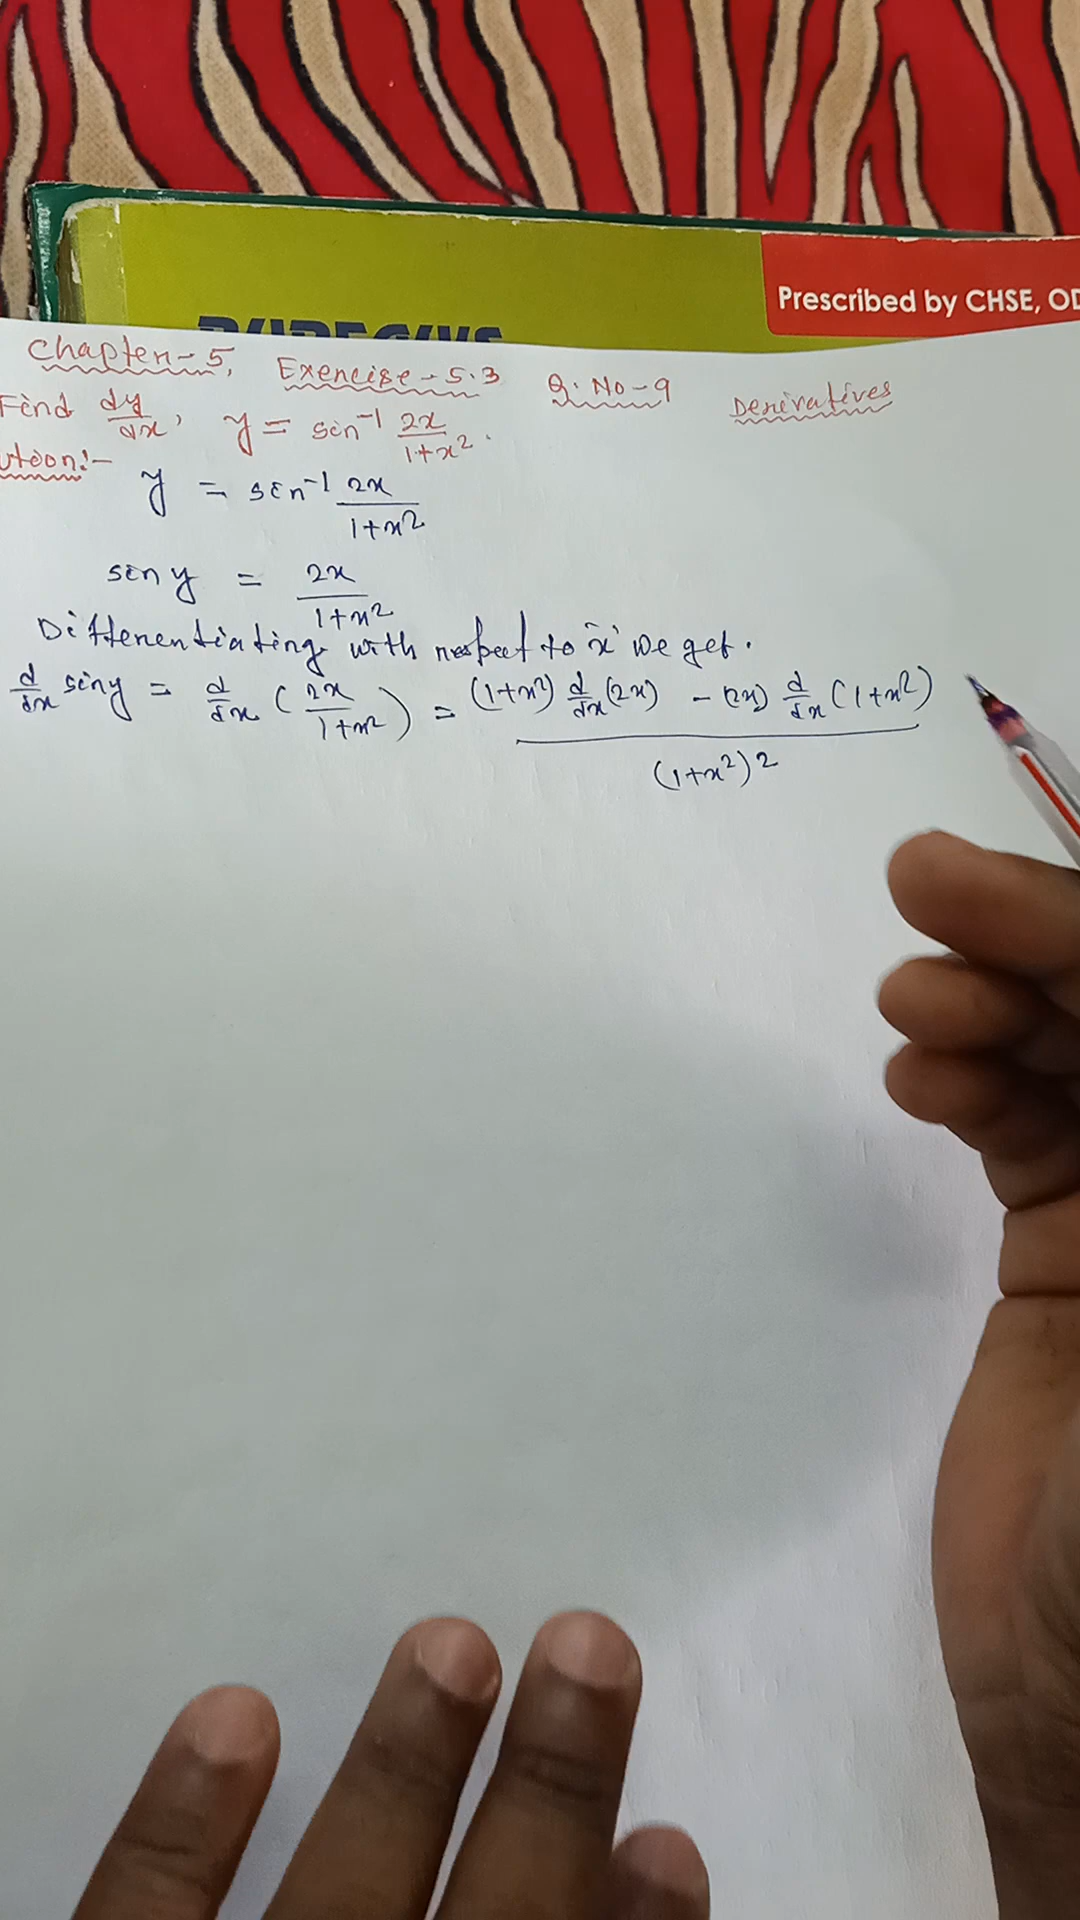 Prescribed by CHSE, OD
Chapter-5, Exercise-5.3 Q. No-9 Derivatives
Find dy/dx, y = sin⁻¹ 2x/1+x².
ution:-
y = sin⁻¹ 2x/1+x²
sin y = 2x/1+x²
Differentiating with respect to 'x' we get.
d/dx sin y = d/dx (2x/1+x²) = (1+x²) d/dx (2x) - (2x) d/dx (1+x²) / (1+x²)²